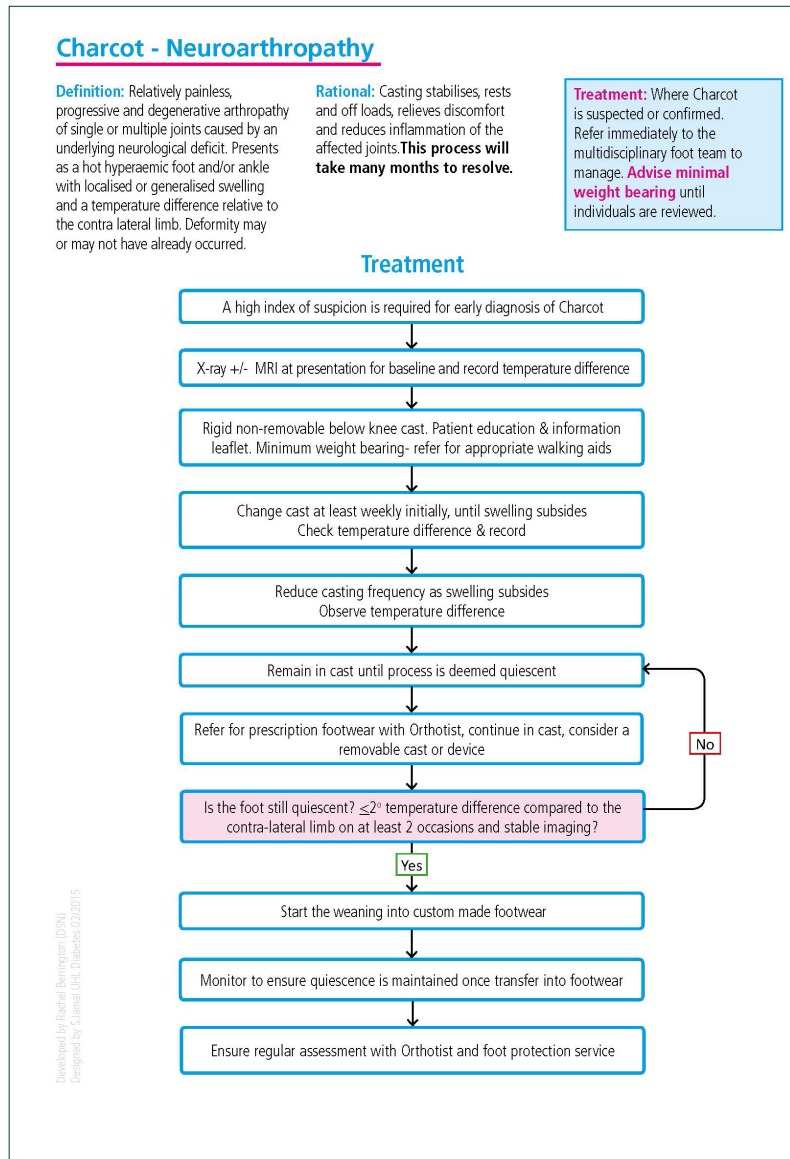 Charcot - Neuroarthropathy
Definition: Relatively painless,
progressive and degenerative arthropathy
of single or multiple joints caused by an
underlying neurological deficit. Presents
as a hot hyperaemic foot and/or ankle
with localised or generalised swelling
and a temperature difference relative to
the contra lateral limb. Deformity may
or may not have already occurred.
Rational: Casting stabilises, rests
and off loads, relieves discomfort
and reduces inflammation of the
affected joints.This process will
take many months to resolve.
Treatment: Where Charcot
is suspected or confirmed.
Refer immediately to the
multidisciplinary foot team to
manage. Advise minimal
weight bearing until
individuals are reviewed.
Treatment
A high index of suspicion is required for early diagnosis of Charcot
X-ray +/- MRI at presentation for baseline and record temperature difference
Rigid non-removable below knee cast. Patient education & information
leaflet. Minimum weight bearing- refer for appropriate walking aids
Change cast at least weekly initially, until swelling subsides
Check temperature difference & record
Reduce casting frequency as swelling subsides
Observe temperature difference
Remain in cast until process is deemed quiescent
Refer for prescription footwear with Orthotist, continue in cast, consider a
removable cast or device
No
Is the foot still quiescent? ≤2° temperature difference compared to the
contra-lateral limb on at least 2 occasions and stable imaging?
Yes
Start the weaning into custom made footwear
Monitor to ensure quiescence is maintained once transfer into footwear
Ensure regular assessment with Orthotist and foot protection service
Developed by Rachel Berrington (DSN)
Designed by S.Jamal UHL Diabetes 02/2015